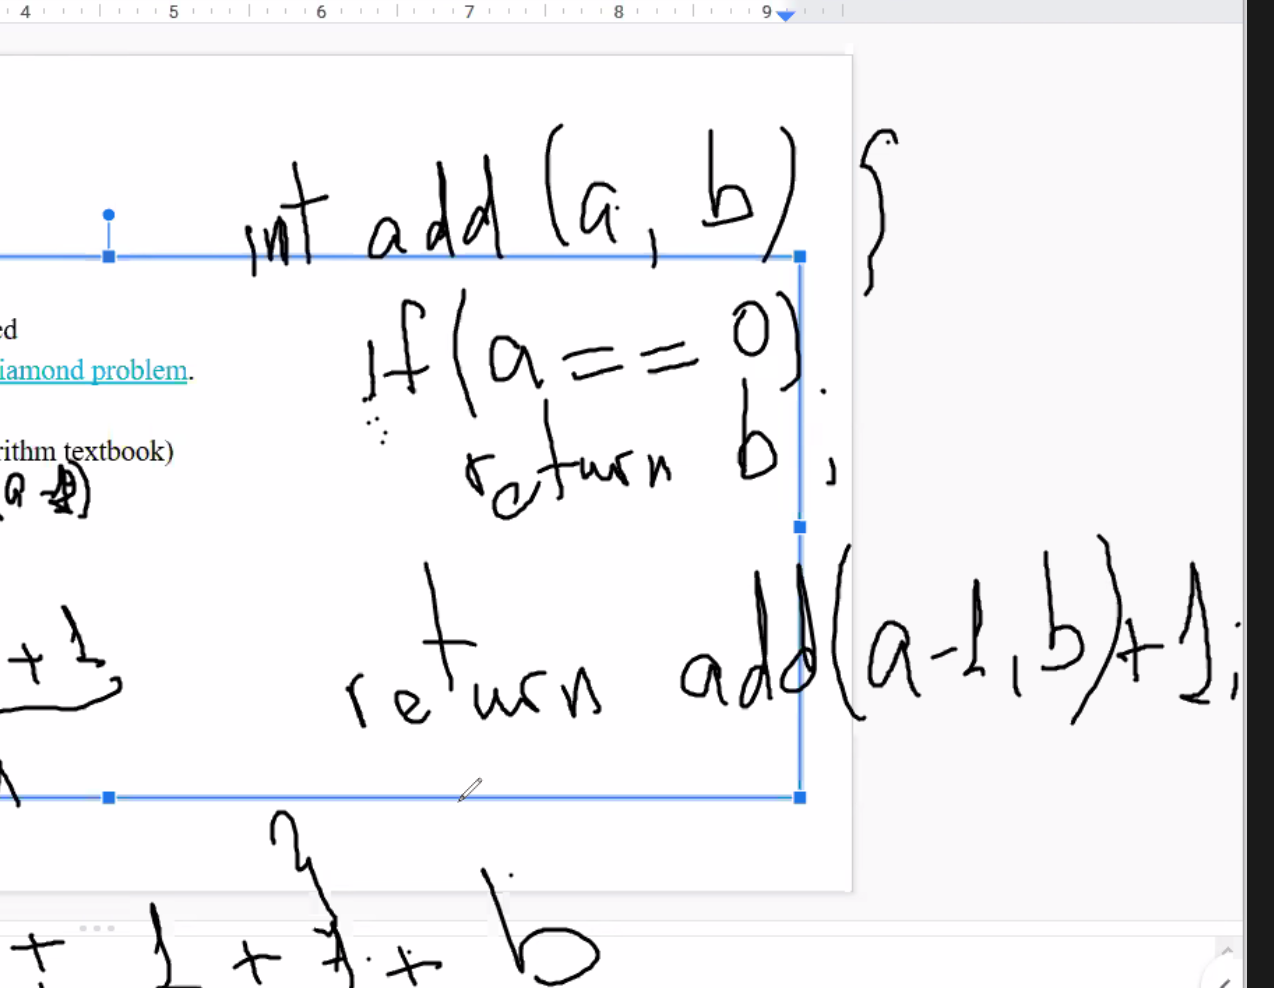 4 5 6 7 8 9
int add (a, b) {
if (a == 0)
ed
iamond problem.
return b ;
rithm textbook)
+ 1
return add(a-1, b)+1;
+ 1 + 1 + b